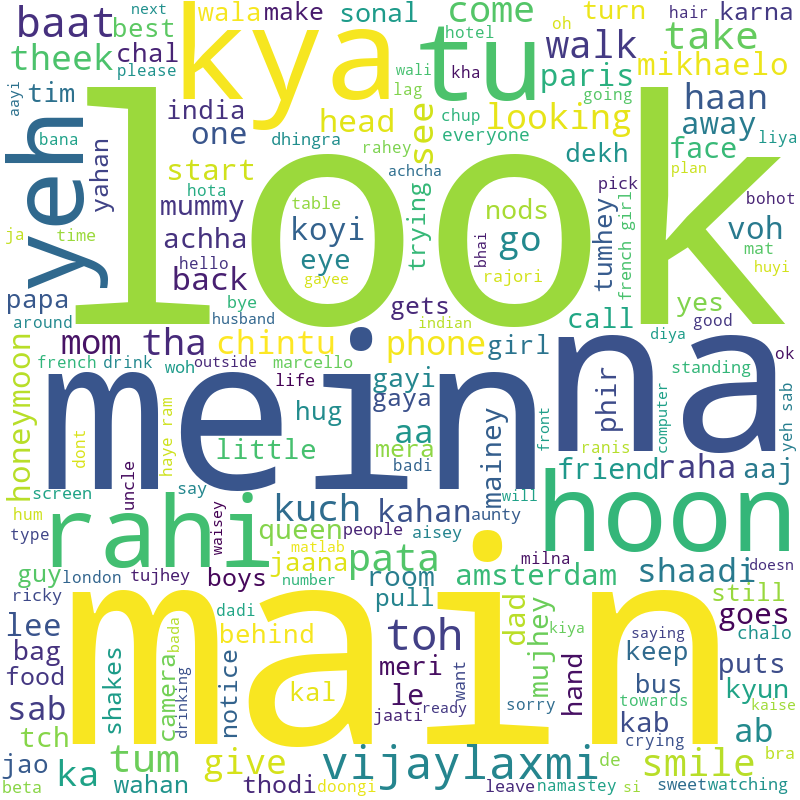 baat
best
wala
make
sonal
next
oh
come
turn
hair
karna
theek
chal
please
kya
tu
hotel
walk
take
wali
kha
mikhaelo
aayi
tim
bana
india
one
lag
head
see
looking
paris
going
haan
away
liya
yeh
yahan
start
dhingra
rahey
chup
everyone
dekh
face
plan
hota
mummy
achcha
look
table
trying
nods
pick
bohot
ja
time
achha
koyi
eye
go
bhai
rajori
tumhey
french girl
voh
mat
huyi
hello
back
gayee
papa
bye
gets
yes
good
around
husband
indian
call
diya
ok
mom
tha
chintu
phone
girl
standing
french
drink
woh
outside
marcello
life
gayi
gaya
meinn
na
phir
computer
yeh sab
honeymoon
dont
haye ram
hug
aa
mera
little
badi
mainey
front
ranis
friend
raha
aaj
screen
uncle
say
kuch
kahan
will
aunty
hoon
hum
type
rahi
waisey
queen
people
aisey
matlab
jaana
pata
milna
doesn
guy
london
tujhey
boys
number
room
amsterdam
shaadi
still
ricky
dadi
pull
main
lee
bada
behind
toh
dad
mujhey
kiya
saying
goes
chalo
bag
food
shakes
camera
drinking
notice
kal
meri
le
want
hand
keep
bus
puts
towards
kyun
kaise
sab
jaati
ready
sorry
kab
crying
ab
tch
tum
give
vijaylaxmi
de
smile
bra
jao
ka
wahan
beta
thodi
doongi
leave
namastey
si
sweet
watching